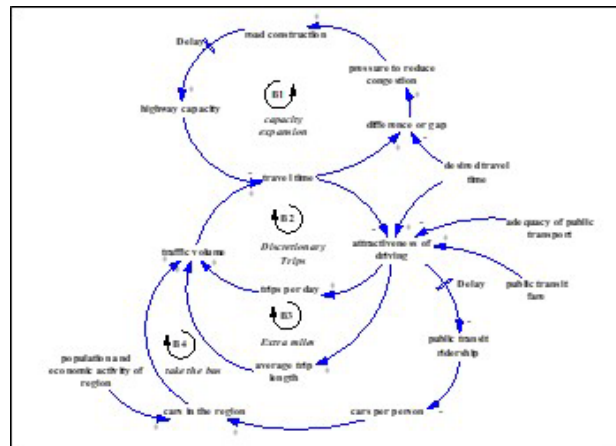 road construction
Delay
pressure to reduce
congestion
B1
highway capacity
capacity
expansion
difference or gap
travel time
desired travel
time
B2
adequacy of public
transport
traffic volume
Discretionary
Trips
attractiveness of
driving
trips per day
Delay
public transit
fare
B3
Extra miles
B4
population and
economic activity of
region
take the bus
average trip
length
public transit
ridership
cars in the region
cars per person